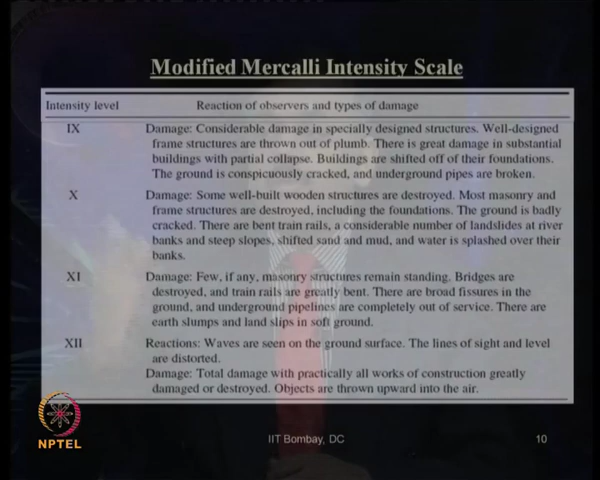 Modified Mercalli Intensity Scale
Intensity level Reaction of observers and types of damage
IX Damage: Considerable damage in specially designed structures. Well-designed
frame structures are thrown out of plumb. There is great damage in substantial
buildings with partial collapse. Buildings are shifted off of their foundations.
The ground is conspicuously cracked, and underground pipes are broken.
X Damage: Some well-built wooden structures are destroyed. Most masonry and
frame structures are destroyed, including the foundations. The ground is badly
cracked. There are bent train rails, a considerable number of landslides at river
banks and steep slopes, shifted sand and mud, and water is splashed over their
banks.
XI Damage: Few, if any, masonry structures remain standing. Bridges are
destroyed, and train rails are greatly bent. There are broad fissures in the
ground, and underground pipelines are completely out of service. There are
earth slumps and land slips in soft ground.
XII Reactions: Waves are seen on the ground surface. The lines of sight and level
are distorted.
Damage: Total damage with practically all works of construction greatly
damaged or destroyed. Objects are thrown upward into the air.
NPTEL
IIT Bombay, DC 10